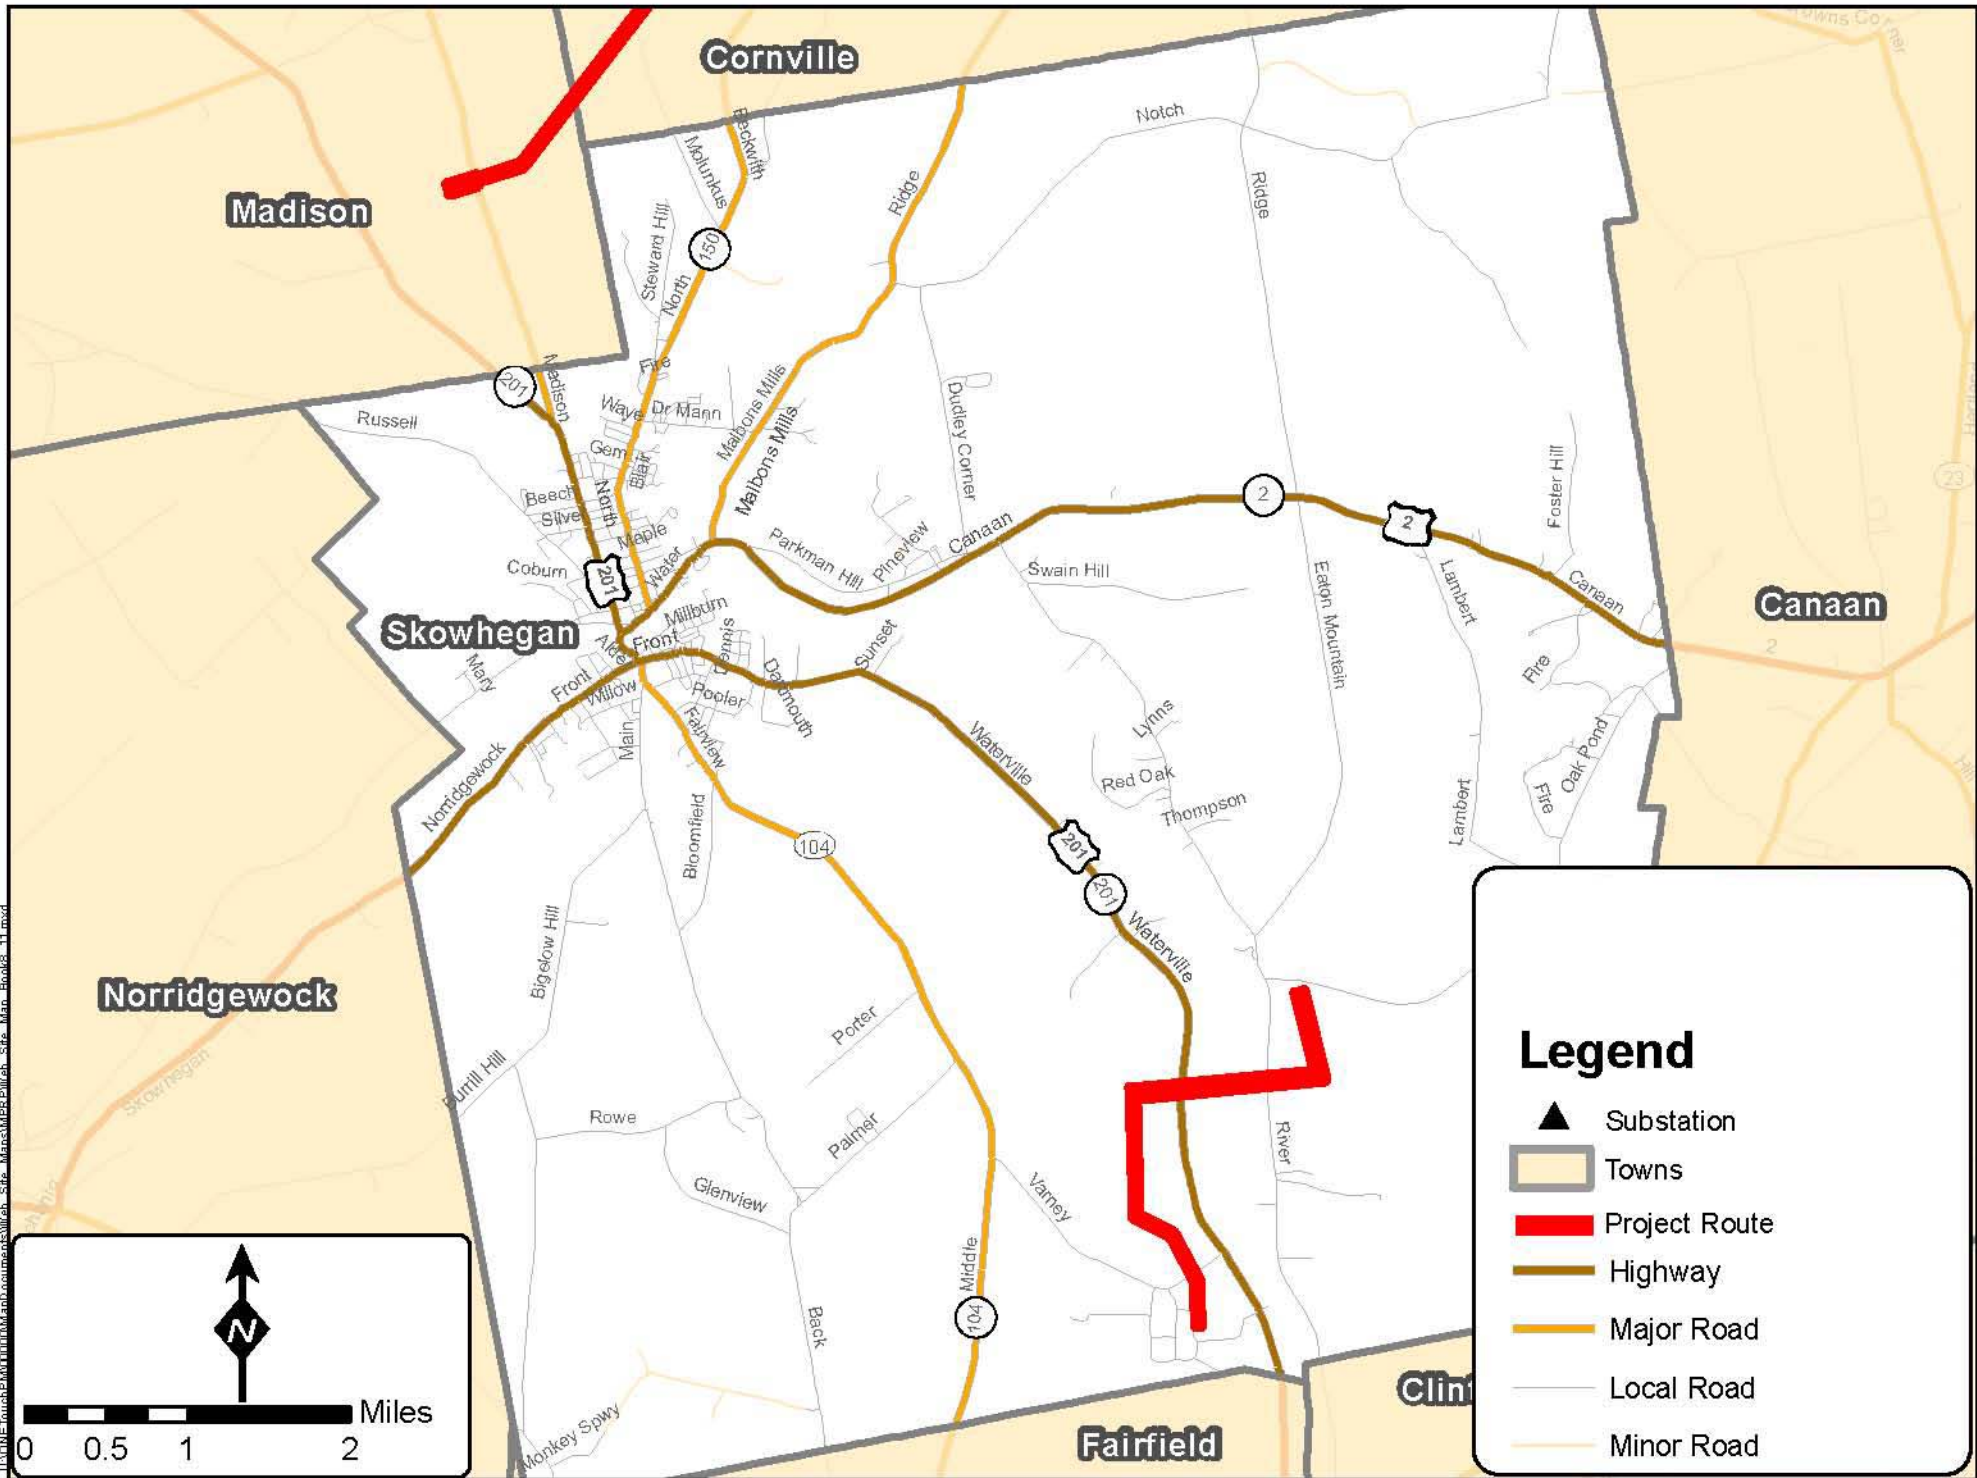 Cornville
Madison
Beckwith
Molunkus
Notch
Ridge
Ridge
Steward Hill
150
North
201
Madison
Fire
Russell
Wave
Dr Mann
Malbons Mills
Malbons Mills
Dudley Corner
Gem
Blair
Beech
North
Silver
Maple
Water
Coburn
201
Parkman Hill
Pineview
Canaan
2
2
Foster Hill
23
Swain Hill
Lambert
Canaan
Canaan
2
Eaton Mountain
Skowhegan
Millburn
Front
Dennis
Sunset
Mary
Front
Willow
Pooler
Dartmouth
Fairview
Main
Norridgewock
Waterville
Lynns
Red Oak
Thompson
Fire
Oak Pond
Fire
Lambert
104
Bloomfield
201
201
Waterville
Bigelow Hill
Norridgewock
Skowhegan
Porter
Burrill Hill
Rowe
Palmer
Glenview
Varney
River
Middle
104
Back
Monkey Spwy
Fairfield
N
Miles
0 0.5 1 2
Legend
Substation
Towns
Project Route
Highway
Major Road
Local Road
Minor Road